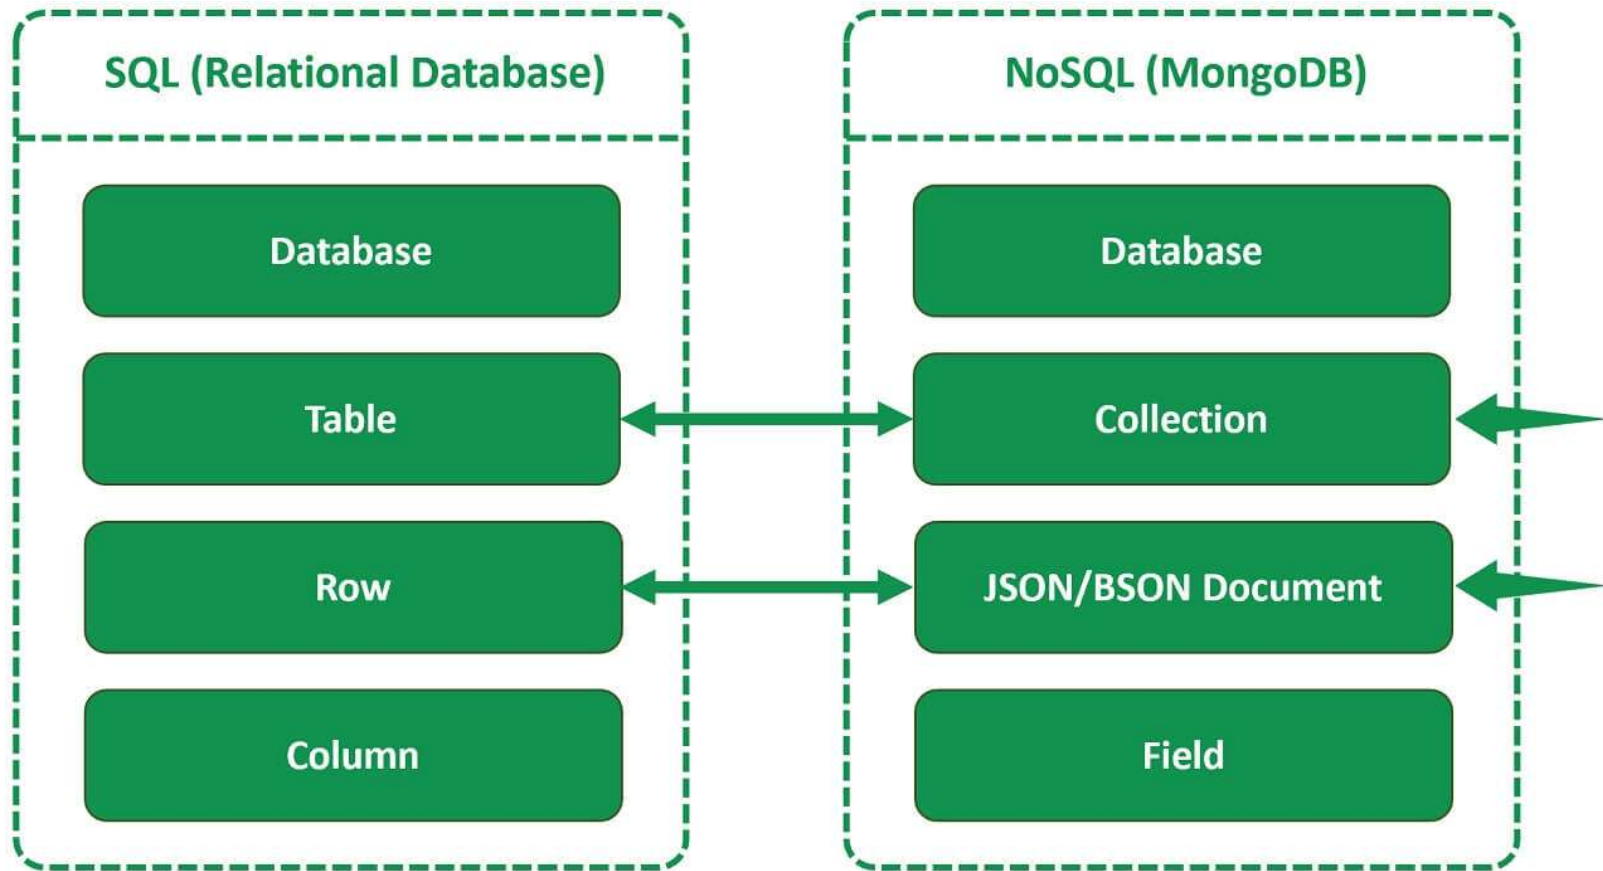 SQL (Relational Database)
Database
Table
Row
Column
NoSQL (MongoDB)
Database
Collection
JSON/BSON Document
Field